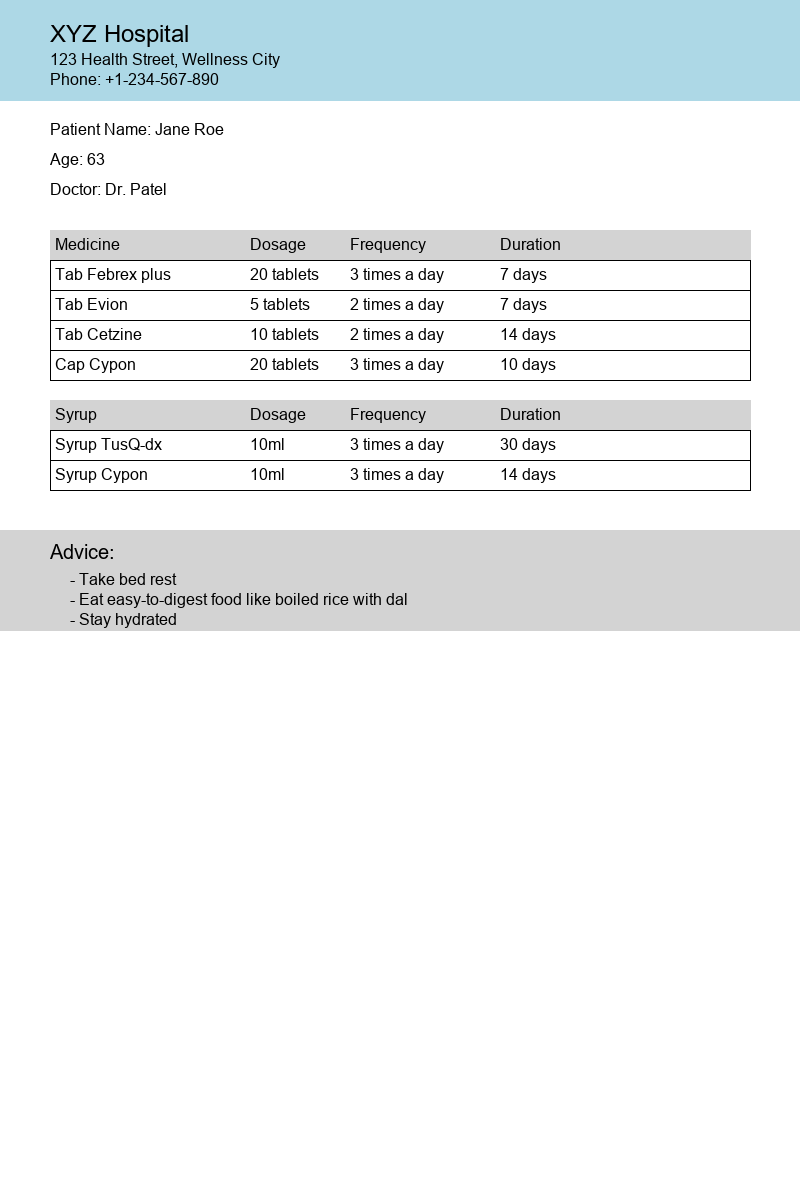 XYZ Hospital
123 Health Street, Wellness City
Phone: +1-234-567-890
Patient Name: Jane Roe
Age: 63
Doctor: Dr. Patel
Medicine Dosage Frequency Duration
Tab Febrex plus 20 tablets 3 times a day 7 days
Tab Evion 5 tablets 2 times a day 7 days
Tab Cetzine 10 tablets 2 times a day 14 days
Cap Cypon 20 tablets 3 times a day 10 days
Syrup Dosage Frequency Duration
Syrup TusQ-dx 10ml 3 times a day 30 days
Syrup Cypon 10ml 3 times a day 14 days
Advice:
- Take bed rest
- Eat easy-to-digest food like boiled rice with dal
- Stay hydrated